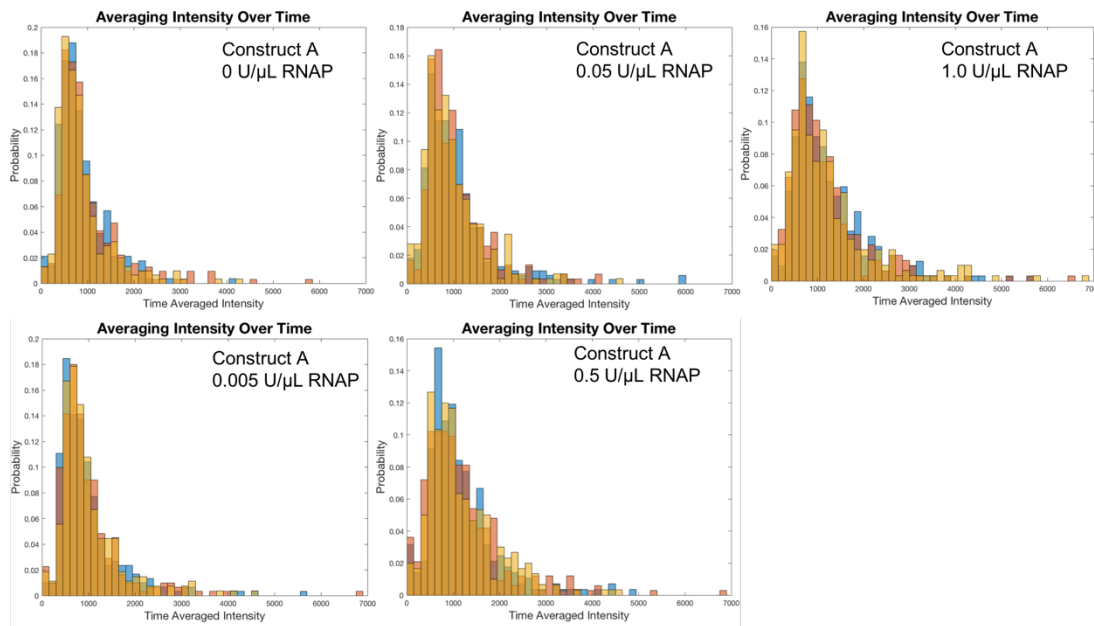 Averaging Intensity Over Time
Construct A
0 U/µL RNAP
Probability
0.2
0.18
0.16
0.14
0.12
0.1
0.08
0.06
0.04
0.02
0
0 1000 2000 3000 4000 5000 6000 7000
Time Averaged Intensity
Averaging Intensity Over Time
Construct A
0.05 U/µL RNAP
Probability
0.18
0.16
0.14
0.12
0.1
0.08
0.06
0.04
0.02
0
0 1000 2000 3000 4000 5000 6000 7000
Time Averaged Intensity
Averaging Intensity Over Time
Construct A
1.0 U/µL RNAP
Probability
0.16
0.14
0.12
0.1
0.08
0.06
0.04
0.02
0
0 1000 2000 3000 4000 5000 6000 7000
Time Averaged Intensity
Averaging Intensity Over Time
Construct A
0.005 U/µL RNAP
Probability
0.2
0.18
0.16
0.14
0.12
0.1
0.08
0.06
0.04
0.02
0
0 1000 2000 3000 4000 5000 6000 7000
Time Averaged Intensity
Averaging Intensity Over Time
Construct A
0.5 U/µL RNAP
Probability
0.16
0.14
0.12
0.1
0.08
0.06
0.04
0.02
0
0 1000 2000 3000 4000 5000 6000 7000
Time Averaged Intensity